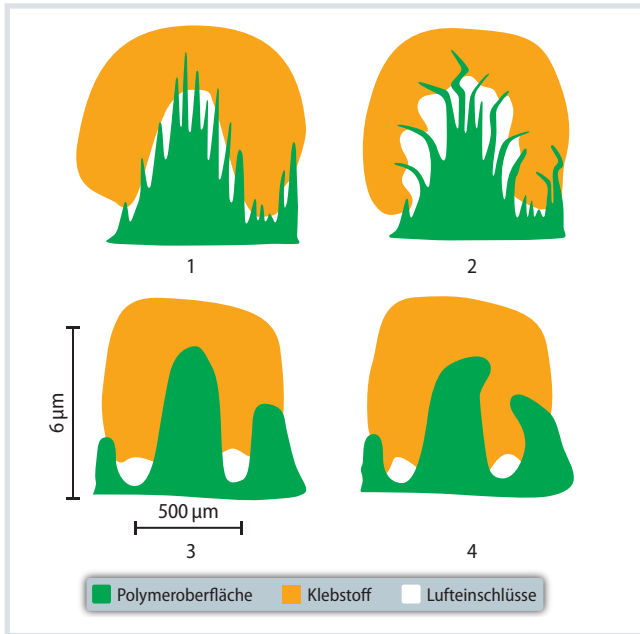 1
2
6 µm
500 µm
3
4
Polymeroberfläche
Klebstoff
Lufteinschlüsse